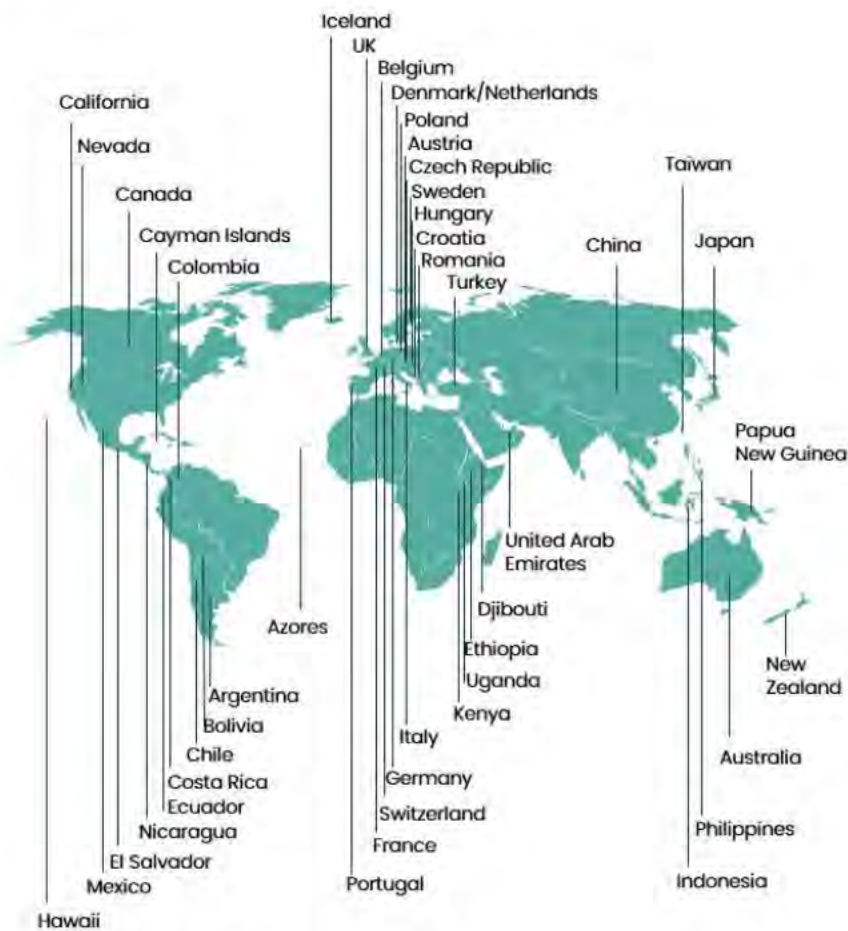 Iceland
UK
Belgium
Denmark/Netherlands
California
Poland
Nevada
Austria
Czech Republic
Taiwan
Canada
Sweden
Hungary
Cayman Islands
Croatia
China
Japan
Colombia
Romania
Turkey
Papua
New Guinea
United Arab
Emirates
Djibouti
Azores
Ethiopia
New
Zealand
Uganda
Argentina
Kenya
Bolivia
Italy
Chile
Australia
Costa Rica
Germany
Ecuador
Switzerland
Nicaragua
Philippines
France
El Salvador
Mexico
Portugal
Indonesia
Hawaii